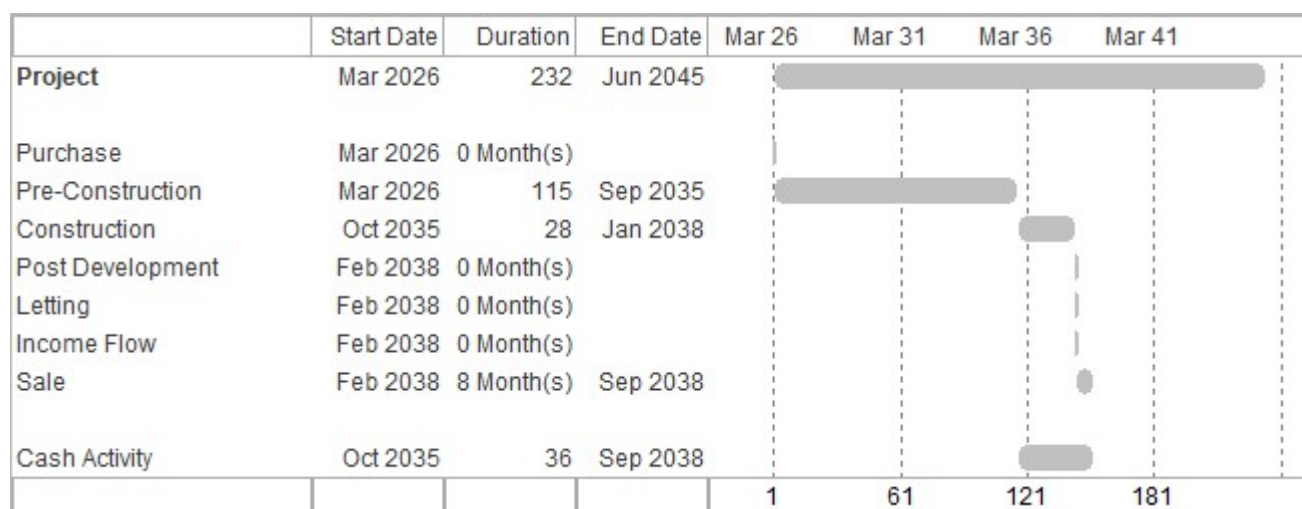 Start Date Duration End Date Mar 26 Mar 31 Mar 36 Mar 41
Project Mar 2026 232 Jun 2045
Purchase Mar 2026 0 Month(s)
Pre-Construction Mar 2026 115 Sep 2035
Construction Oct 2035 28 Jan 2038
Post Development Feb 2038 0 Month(s)
Letting Feb 2038 0 Month(s)
Income Flow Feb 2038 0 Month(s)
Sale Feb 2038 8 Month(s) Sep 2038
Cash Activity Oct 2035 36 Sep 2038
1 61 121 181